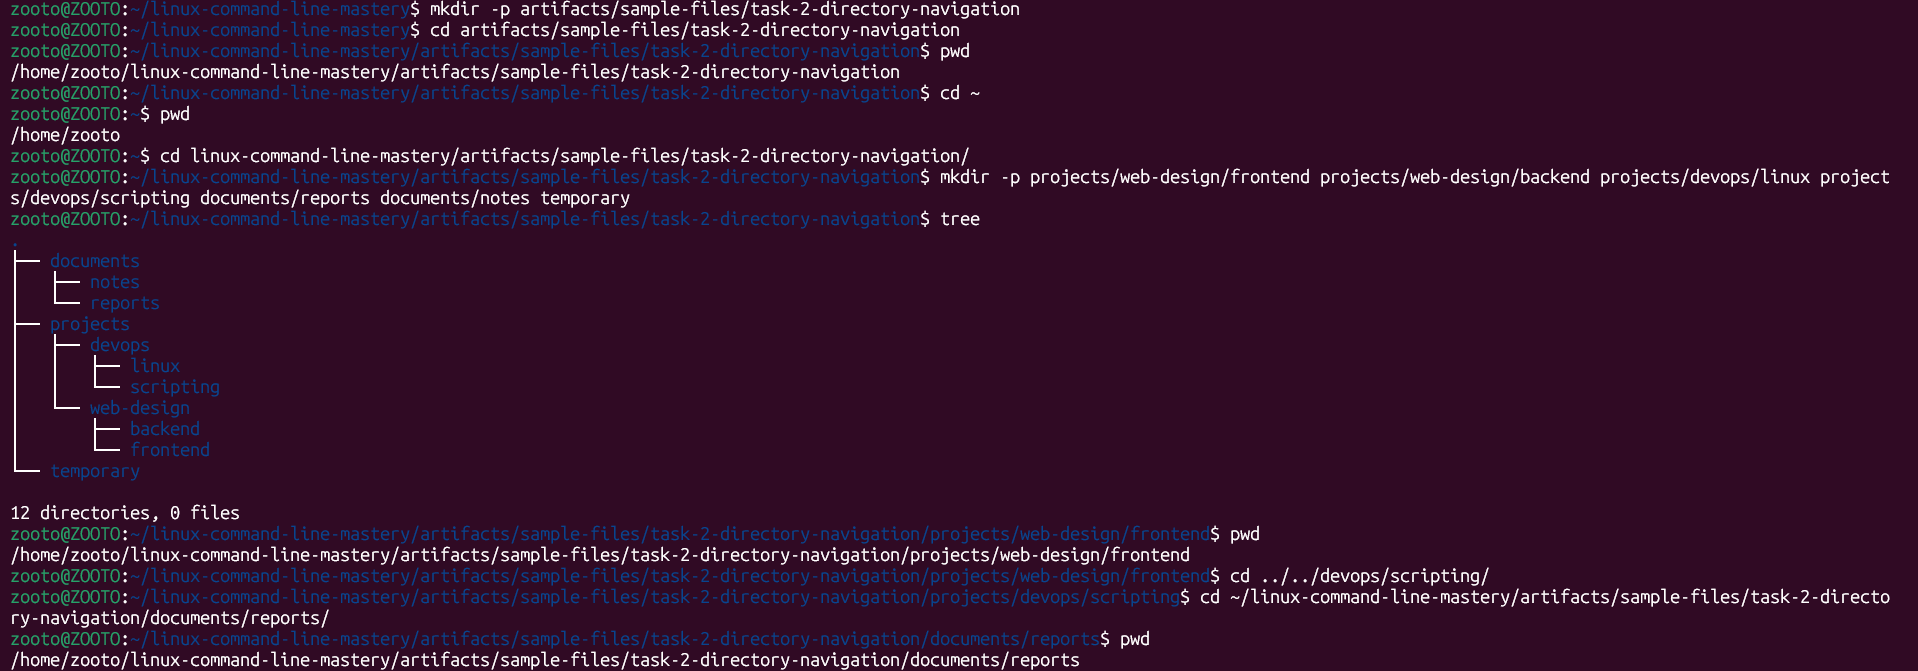 zooto@ZOOTO:~/linux-command-line-mastery$ mkdir -p artifacts/sample-files/task-2-directory-navigation
zooto@ZOOTO:~/linux-command-line-mastery$ cd artifacts/sample-files/task-2-directory-navigation
zooto@ZOOTO:~/linux-command-line-mastery/artifacts/sample-files/task-2-directory-navigation$ pwd
/home/zooto/linux-command-line-mastery/artifacts/sample-files/task-2-directory-navigation
zooto@ZOOTO:~/linux-command-line-mastery/artifacts/sample-files/task-2-directory-navigation$ cd ~
zooto@ZOOTO:~$ pwd
/home/zooto
zooto@ZOOTO:~$ cd linux-command-line-mastery/artifacts/sample-files/task-2-directory-navigation/
zooto@ZOOTO:~/linux-command-line-mastery/artifacts/sample-files/task-2-directory-navigation$ mkdir -p projects/web-design/frontend projects/web-design/backend projects/devops/linux project
s/devops/scripting documents/reports documents/notes temporary
zooto@ZOOTO:~/linux-command-line-mastery/artifacts/sample-files/task-2-directory-navigation$ tree
.
├── documents
│   ├── notes
│   └── reports
├── projects
│   ├── devops
│   │   ├── linux
│   │   └── scripting
│   └── web-design
│       ├── backend
│       └── frontend
└── temporary
12 directories, 0 files
zooto@ZOOTO:~/linux-command-line-mastery/artifacts/sample-files/task-2-directory-navigation/projects/web-design/frontend$ pwd
/home/zooto/linux-command-line-mastery/artifacts/sample-files/task-2-directory-navigation/projects/web-design/frontend
zooto@ZOOTO:~/linux-command-line-mastery/artifacts/sample-files/task-2-directory-navigation/projects/web-design/frontend$ cd ../../devops/scripting/
zooto@ZOOTO:~/linux-command-line-mastery/artifacts/sample-files/task-2-directory-navigation/projects/devops/scripting$ cd ~/linux-command-line-mastery/artifacts/sample-files/task-2-directo
ry-navigation/documents/reports/
zooto@ZOOTO:~/linux-command-line-mastery/artifacts/sample-files/task-2-directory-navigation/documents/reports$ pwd
/home/zooto/linux-command-line-mastery/artifacts/sample-files/task-2-directory-navigation/documents/reports